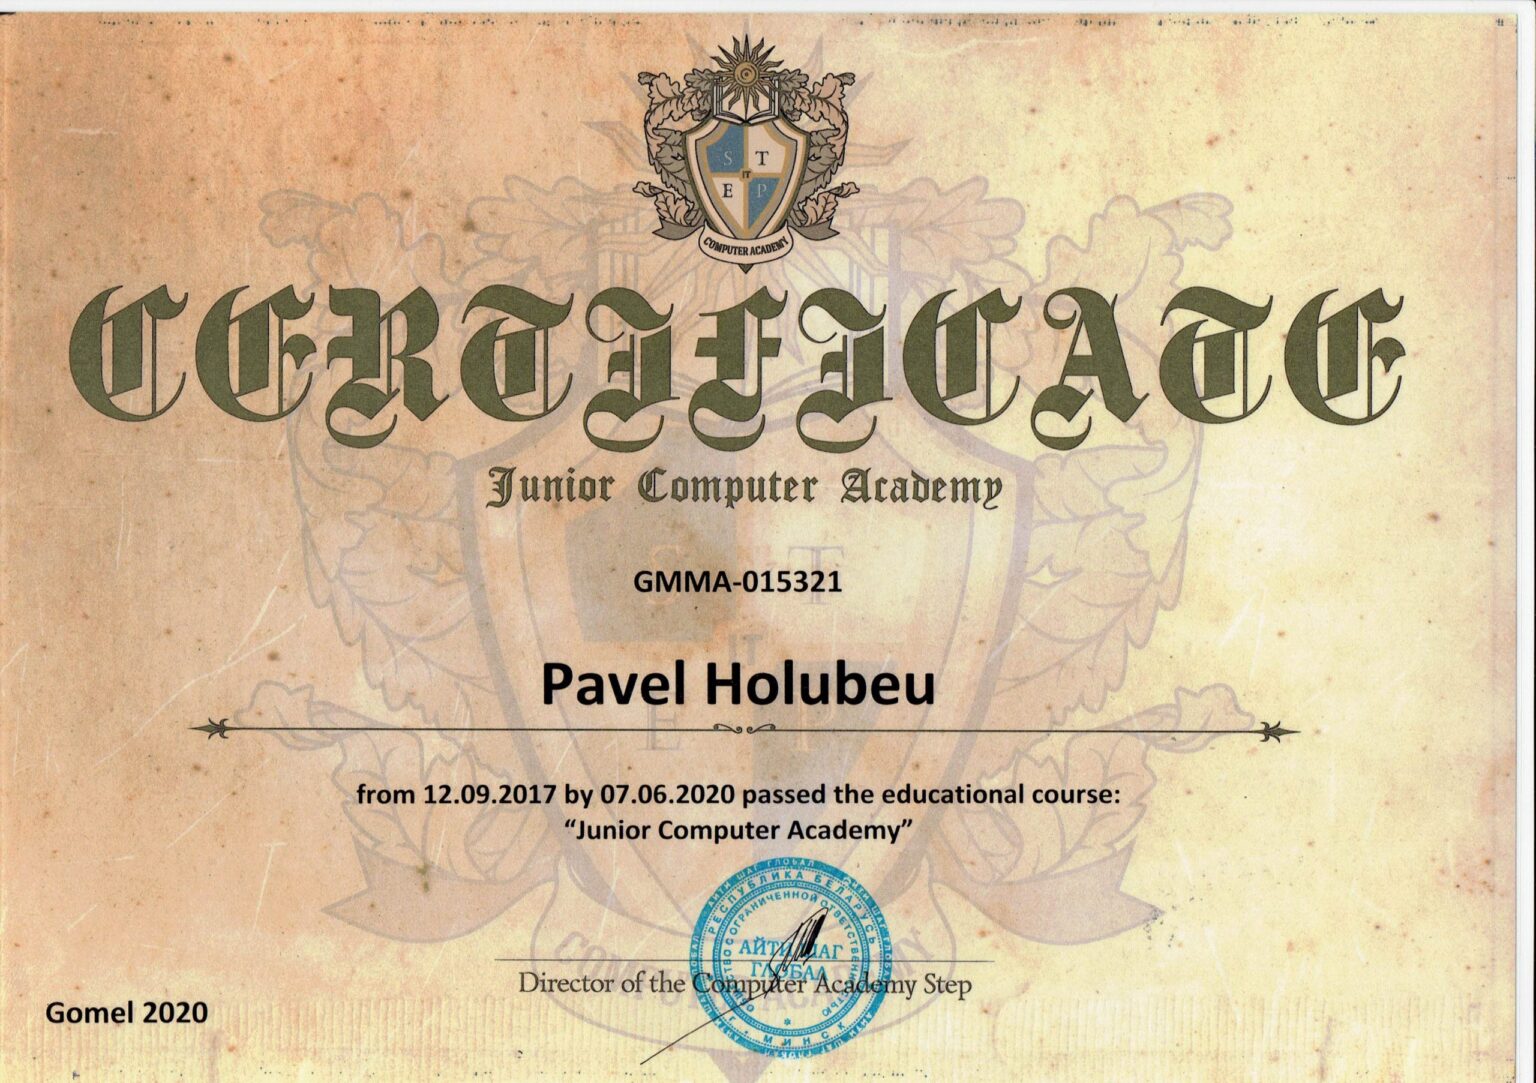 S T
IT
E P
COMPUTER ACADEMY
CERTIFICATE
Junior Computer Academy
GMMA-015321
Pavel Holubeu
from 12.09.2017 by 07.06.2020 passed the educational course:
“Junior Computer Academy”
РЕСПУБЛИКА БЕЛАРУСЬ
АЙТИ ШАГ
ГЛОБАЛ
г. МИНСК
Director of the Computer Academy Step
Gomel 2020